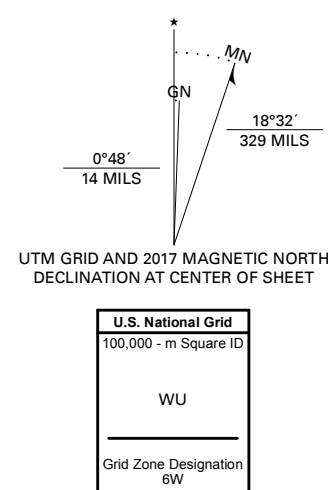 ★
MN
GN
18°32´
329 MILS
0°48´
14 MILS
UTM GRID AND 2017 MAGNETIC NORTH
DECLINATION AT CENTER OF SHEET
U.S. National Grid
100,000 - m Square ID
WU
Grid Zone Designation
6W